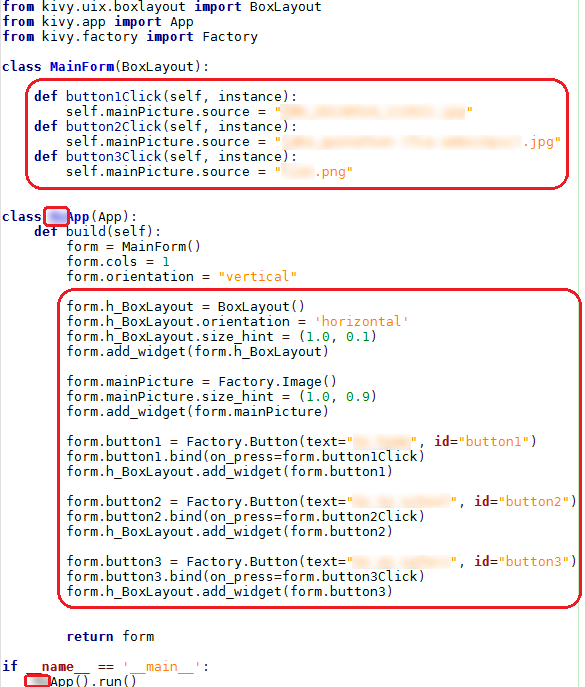 from kivy.uix.boxlayout import BoxLayout
from kivy.app import App
from kivy.factory import Factory
class MainForm(BoxLayout):
def button1Click(self, instance):
self.mainPicture.source = "
def button2Click(self, instance):
self.mainPicture.source = " .jpg"
def button3Click(self, instance):
self.mainPicture.source = " .png"
class App(App):
def build(self):
form = MainForm()
form.cols = 1
form.orientation = "vertical"
form.h_BoxLayout = BoxLayout()
form.h_BoxLayout.orientation = 'horizontal'
form.h_BoxLayout.size_hint = (1.0, 0.1)
form.add_widget(form.h_BoxLayout)
form.mainPicture = Factory.Image()
form.mainPicture.size_hint = (1.0, 0.9)
form.add_widget(form.mainPicture)
form.button1 = Factory.Button(text=" ", id="button1")
form.button1.bind(on_press=form.button1Click)
form.h_BoxLayout.add_widget(form.button1)
form.button2 = Factory.Button(text=" ", id="button2")
form.button2.bind(on_press=form.button2Click)
form.h_BoxLayout.add_widget(form.button2)
form.button3 = Factory.Button(text=" ", id="button3")
form.button3.bind(on_press=form.button3Click)
form.h_BoxLayout.add_widget(form.button3)
return form
if __name__ == '__main__':
App().run()